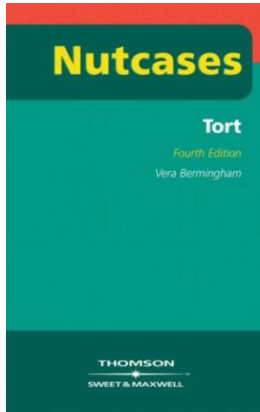 Nutcases
Tort
Fourth Edition
Vera Bermingham
THOMSON
SWEET & MAXWELL